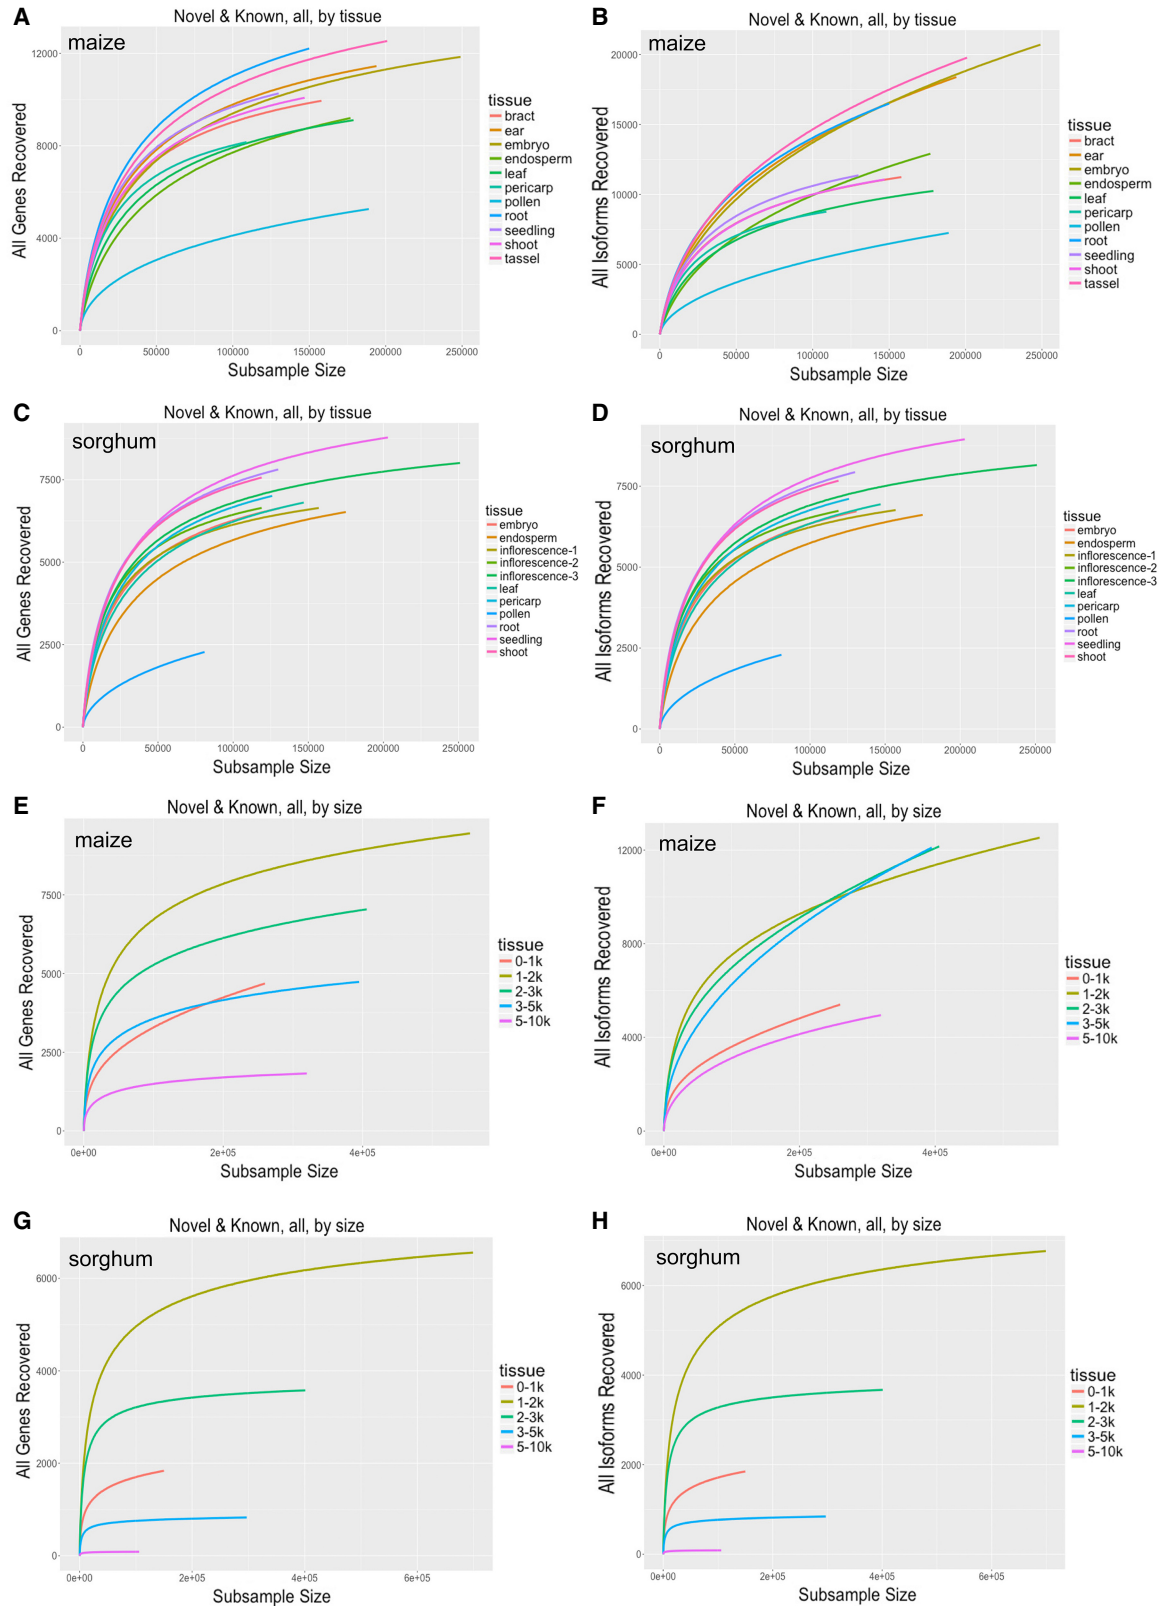 A
Novel & Known, all, by tissue
maize
All Genes Recovered
12000
8000
4000
0
0 50000 100000 150000 200000 250000
Subsample Size
tissue
bract
ear
embryo
endosperm
leaf
pericarp
pollen
root
seedling
shoot
tassel
B
Novel & Known, all, by tissue
maize
All Isoforms Recovered
20000
15000
10000
5000
0
0 50000 100000 150000 200000 250000
Subsample Size
tissue
bract
ear
embryo
endosperm
leaf
pericarp
pollen
root
seedling
shoot
tassel
C
Novel & Known, all, by tissue
sorghum
All Genes Recovered
7500
5000
2500
0
0 50000 100000 150000 200000 250000
Subsample Size
tissue
embryo
endosperm
inflorescence-1
inflorescence-2
inflorescence-3
leaf
pericarp
pollen
root
seedling
shoot
D
Novel & Known, all, by tissue
sorghum
All Isoforms Recovered
7500
5000
2500
0
0 50000 100000 150000 200000 250000
Subsample Size
tissue
embryo
endosperm
inflorescence-1
inflorescence-2
inflorescence-3
leaf
pericarp
pollen
root
seedling
shoot
E
Novel & Known, all, by size
maize
All Genes Recovered
7500
5000
2500
0
0e+00 2e+05 4e+05
Subsample Size
tissue
0-1k
1-2k
2-3k
3-5k
5-10k
F
Novel & Known, all, by size
maize
All Isoforms Recovered
12000
8000
4000
0
0e+00 2e+05 4e+05
Subsample Size
tissue
0-1k
1-2k
2-3k
3-5k
5-10k
G
Novel & Known, all, by size
sorghum
All Genes Recovered
6000
4000
2000
0
0e+00 2e+05 4e+05 6e+05
Subsample Size
tissue
0-1k
1-2k
2-3k
3-5k
5-10k
H
Novel & Known, all, by size
sorghum
All Isoforms Recovered
6000
4000
2000
0
0e+00 2e+05 4e+05 6e+05
Subsample Size
tissue
0-1k
1-2k
2-3k
3-5k
5-10k